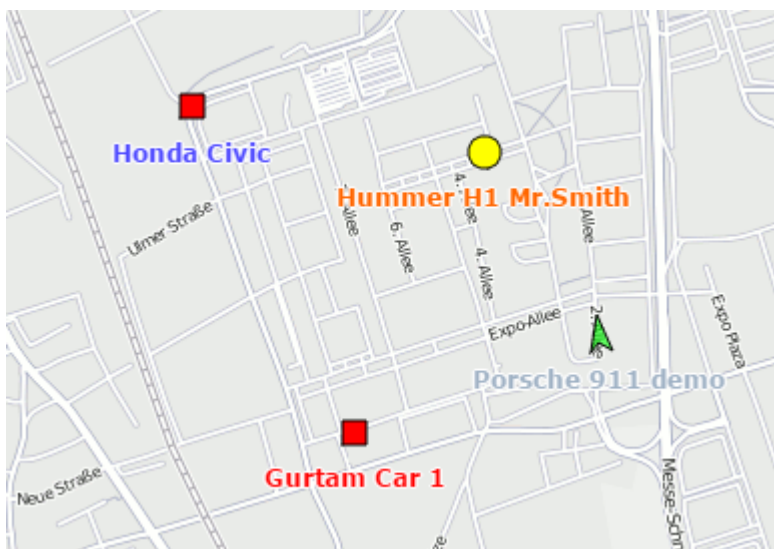 Honda Civic
Hummer H1 Mr.Smith
Ulmer Straße
Allee
6. Allee
4.
4. Allee
Allee
Expo-Allee
2.
Expo Plaza
Porsche 911 demo
Gurtam Car 1
Neue Straße
Messe-Schn